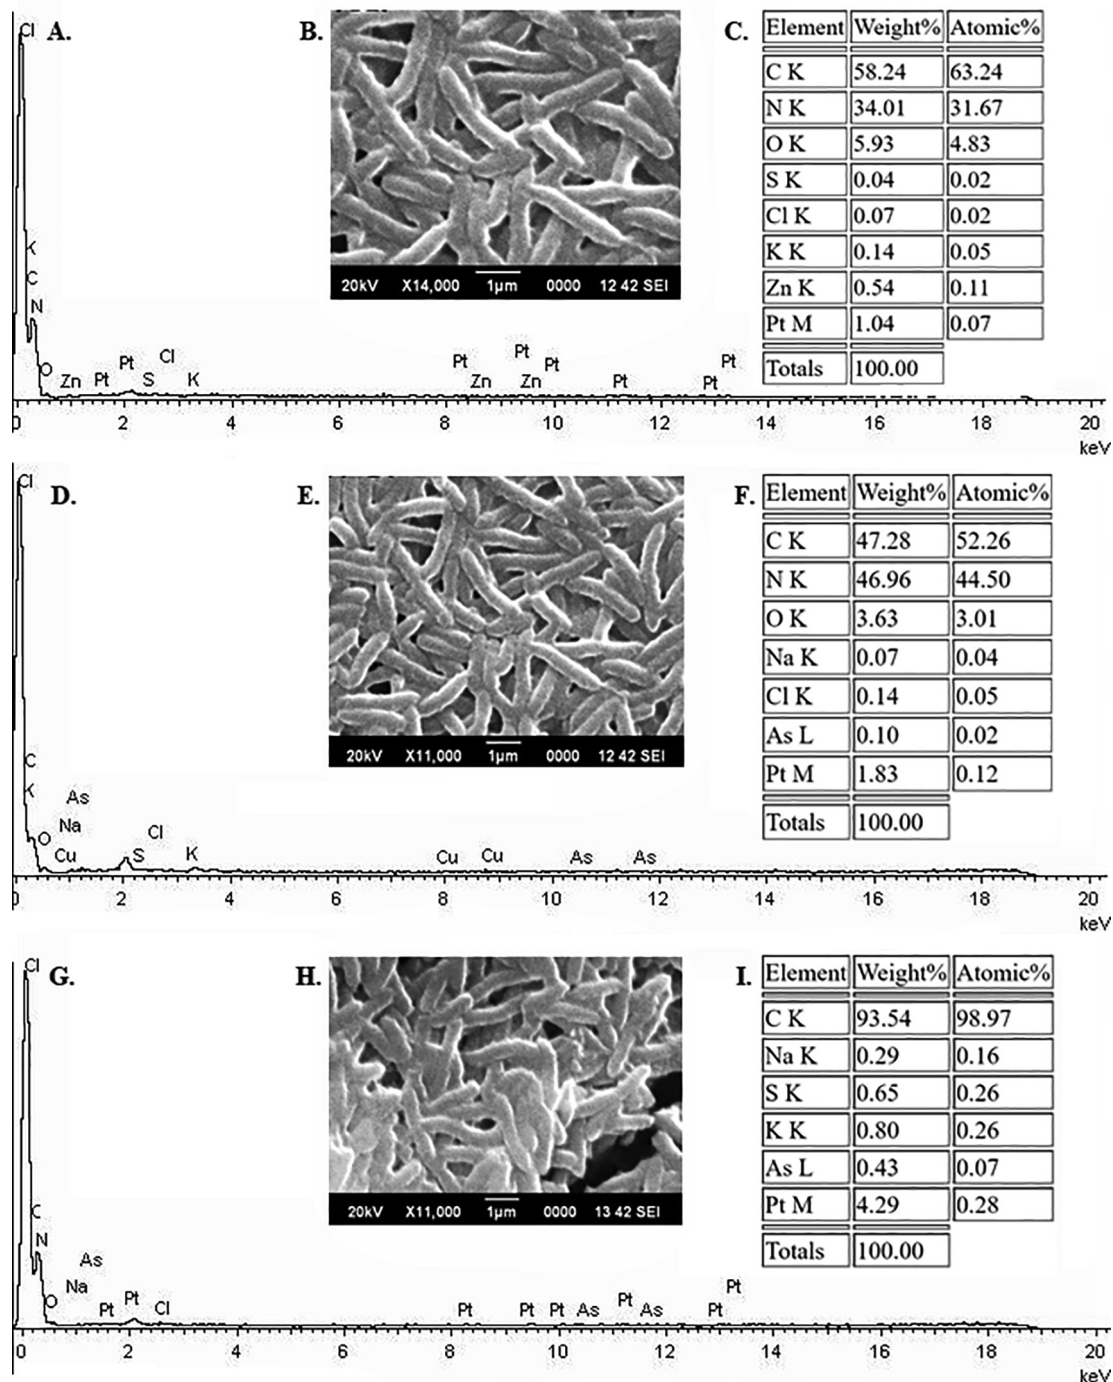 Cl
A.
K
C
N
O
Zn
Pt
Pt
S
Cl
K
Pt
Zn
Pt
Pt
Zn
Pt
Pt
Pt
0 2 4 6 8 10 12 14 16 18 20
keV
B.
20kV X14,000 1µm 0000 12 42 SEI
C.
Element Weight% Atomic%
C K 58.24 63.24
N K 34.01 31.67
O K 5.93 4.83
S K 0.04 0.02
Cl K 0.07 0.02
K K 0.14 0.05
Zn K 0.54 0.11
Pt M 1.04 0.07
Totals 100.00
Cl
D.
C
K
O
As
Na
Cu
S
Cl
K
Cu
Cu
As
As
0 2 4 6 8 10 12 14 16 18 20
keV
E.
20kV X11,000 1µm 0000 12 42 SEI
F.
Element Weight% Atomic%
C K 47.28 52.26
N K 46.96 44.50
O K 3.63 3.01
Na K 0.07 0.04
Cl K 0.14 0.05
As L 0.10 0.02
Pt M 1.83 0.12
Totals 100.00
Cl
G.
C
N
O
As
Na
Pt
Pt
Cl
Pt
Pt
Pt
As
Pt
As
Pt
Pt
0 2 4 6 8 10 12 14 16 18 20
keV
H.
20kV X11,000 1µm 0000 13 42 SEI
I.
Element Weight% Atomic%
C K 93.54 98.97
Na K 0.29 0.16
S K 0.65 0.26
K K 0.80 0.26
As L 0.43 0.07
Pt M 4.29 0.28
Totals 100.00